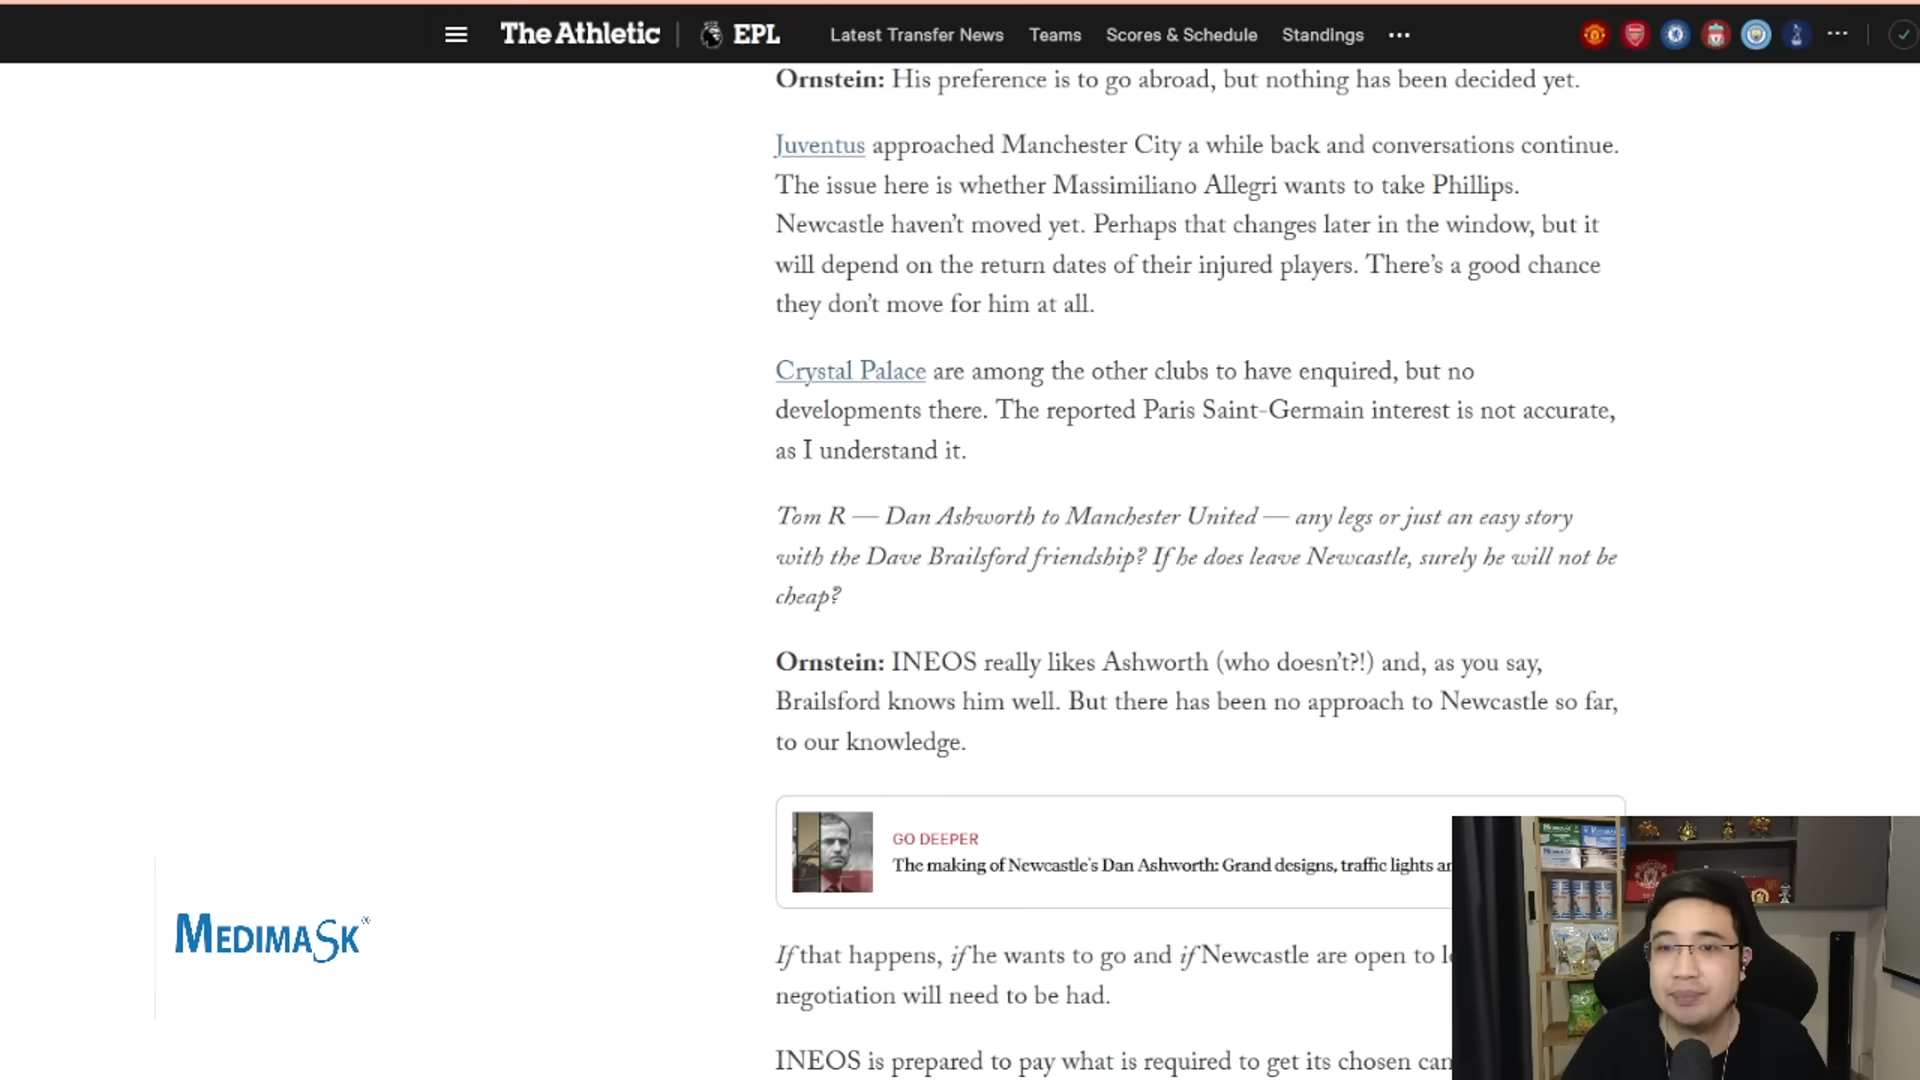 The Athletic EPL Latest Transfer News Teams Scores & Schedule Standings ...
Ornstein: His preference is to go abroad, but nothing has been decided yet.
Juventus approached Manchester City a while back and conversations continue.
The issue here is whether Massimiliano Allegri wants to take Phillips.
Newcastle haven’t moved yet. Perhaps that changes later in the window, but it
will depend on the return dates of their injured players. There’s a good chance
they don’t move for him at all.
Crystal Palace are among the other clubs to have enquired, but no
developments there. The reported Paris Saint-Germain interest is not accurate,
as I understand it.
Tom R — Dan Ashworth to Manchester United — any legs or just an easy story
with the Dave Brailsford friendship? If he does leave Newcastle, surely he will not be
cheap?
Ornstein: INEOS really likes Ashworth (who doesn’t?!) and, as you say,
Brailsford knows him well. But there has been no approach to Newcastle so far,
to our knowledge.
GO DEEPER
The making of Newcastle's Dan Ashworth: Grand designs, traffic lights
If that happens, if he wants to go and if Newcastle are open to
negotiation will need to be had.
INEOS is prepared to pay what is required to get its chosen
MEDIMASK®